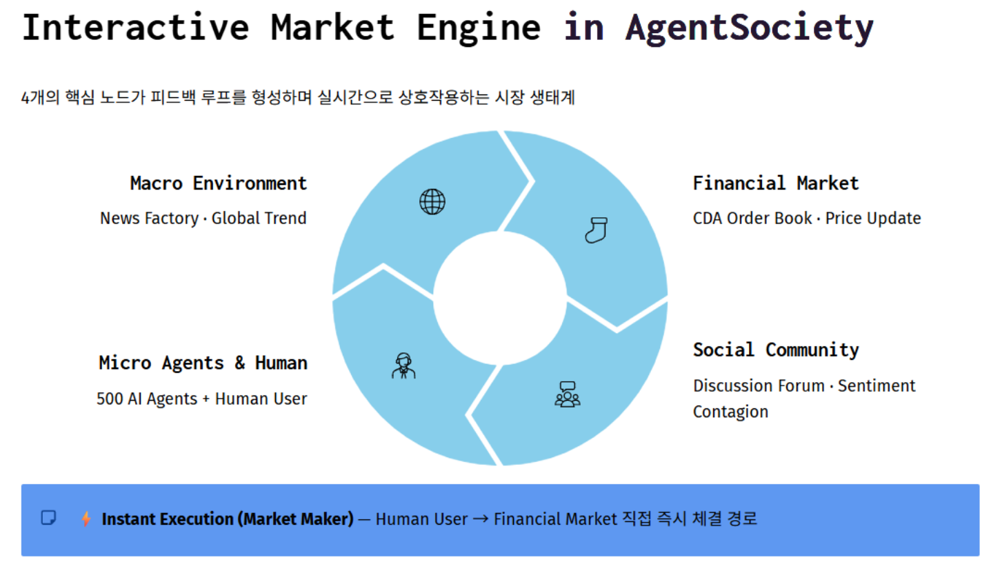 Interactive Market Engine in AgentSociety
4개의 핵심 노드가 피드백 루프를 형성하며 실시간으로 상호작용하는 시장 생태계
Macro Environment
News Factory · Global Trend
Financial Market
CDA Order Book · Price Update
Micro Agents & Human
500 AI Agents + Human User
Social Community
Discussion Forum · Sentiment
Contagion
⚡ Instant Execution (Market Maker) — Human User → Financial Market 직접 즉시 체결 경로